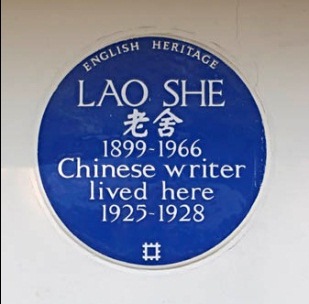 ENGLISH HERITAGE
LAO SHE
老舍
1899-1966
Chinese writer
lived here
1925-1928